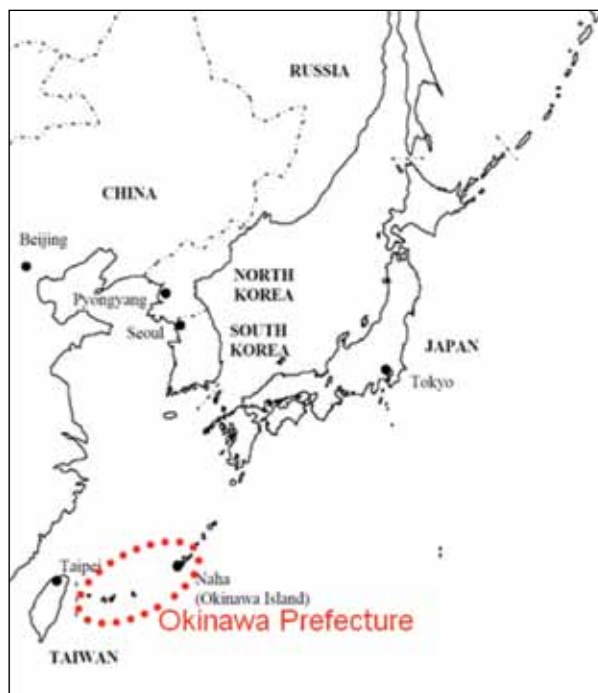 RUSSIA
CHINA
Beijing
NORTH
KOREA
Pyongyang
SOUTH
KOREA
Seoul
JAPAN
Tokyo
Taipei
Naha
(Okinawa Island)
Okinawa Prefecture
TAIWAN